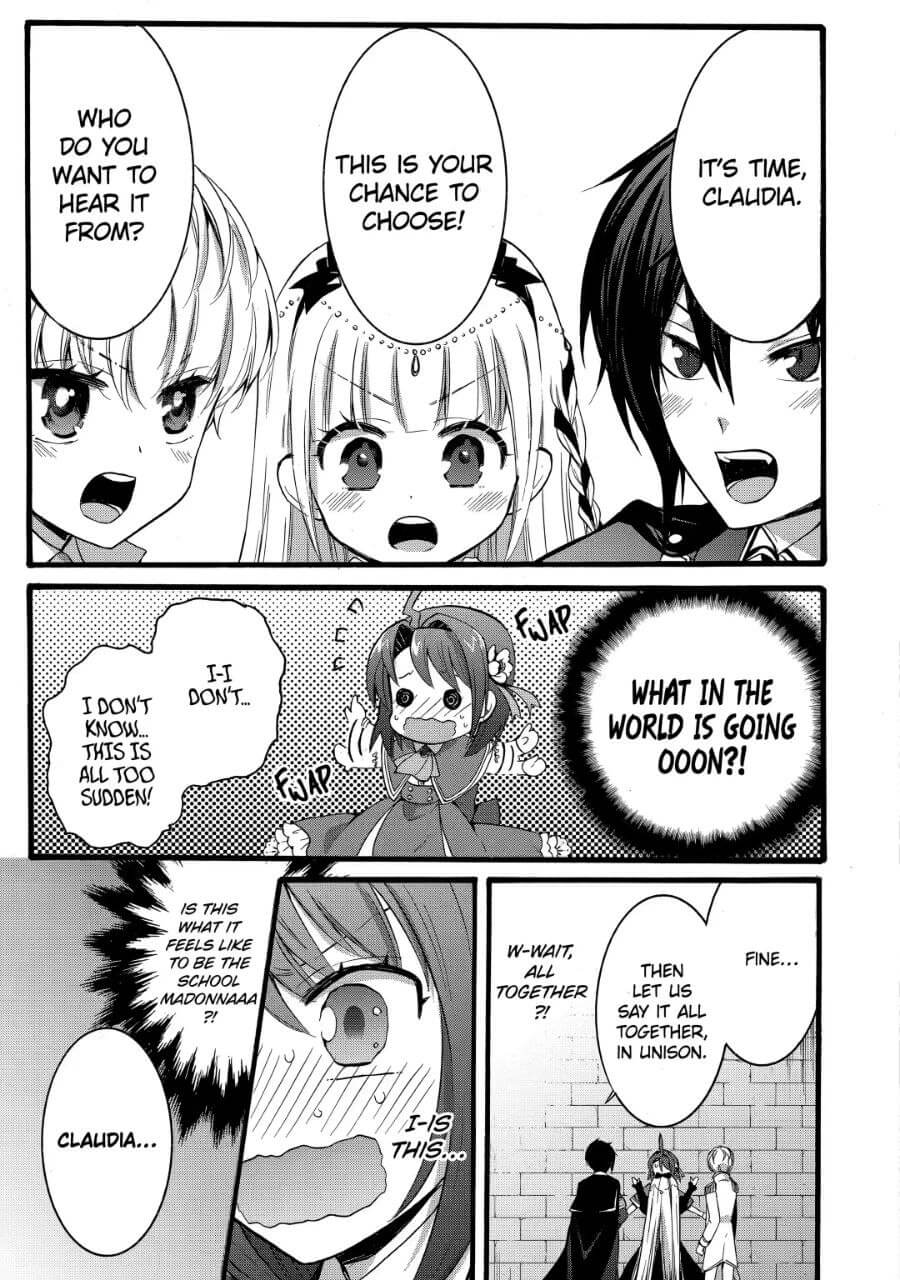 IT'S TIME,
CLAUDIA.
THIS IS YOUR
CHANCE TO
CHOOSE!
WHO
DO YOU
WANT TO
HEAR IT
FROM?
WHAT IN THE
WORLD IS GOING
OOON?!
FWAP
FWAP
I-I
DON'T...
I DON'T
KNOW...
THIS IS
ALL TOO
SUDDEN!
FINE...
THEN
LET US
SAY IT ALL
TOGETHER,
IN UNISON.
W-WAIT,
ALL
TOGETHER
?!
I-IS
THIS...
IS THIS
WHAT IT
FEELS LIKE
TO BE THE
SCHOOL
MADONNAAA
?!
CLAUDIA...